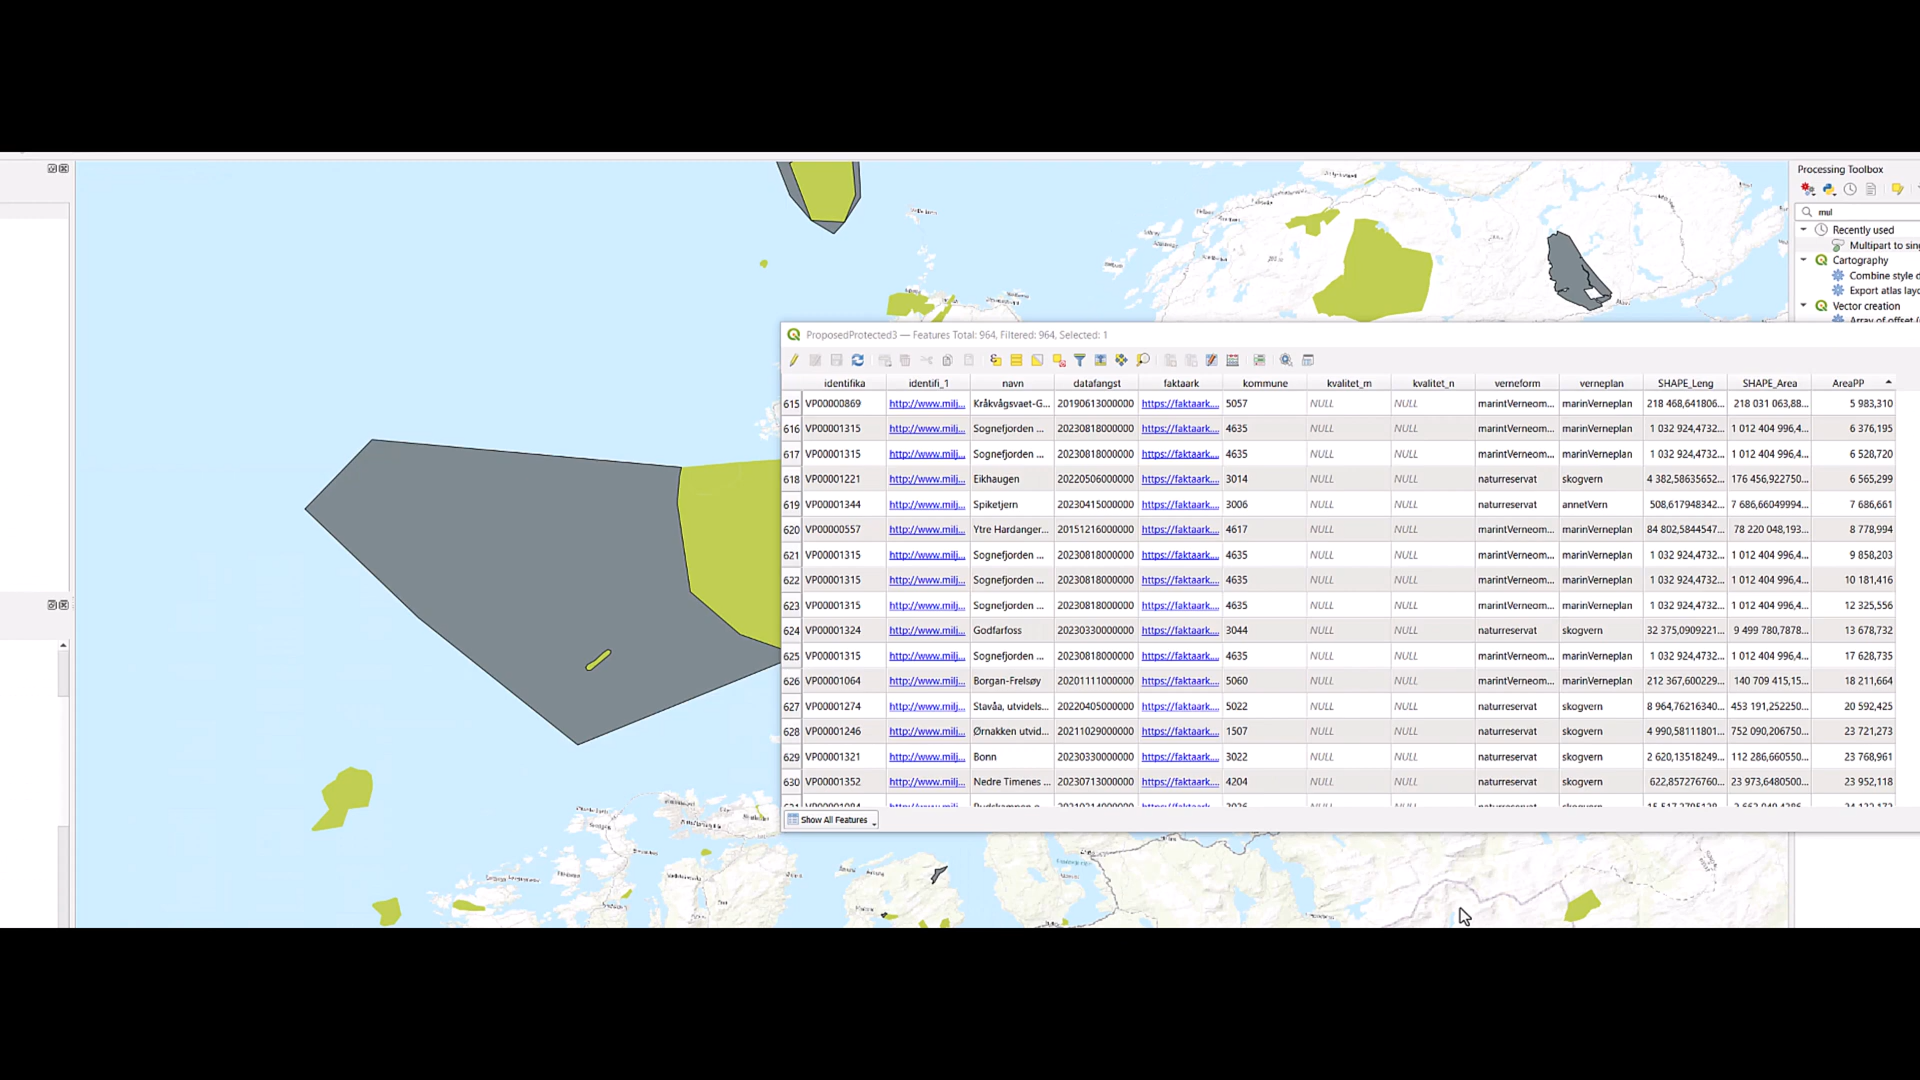 Processing Toolbox
mul
Recently used
Multipart to sing
Cartography
Combine style d
Export atlas layo
Vector creation
Array of offset (
ProposedProtected3 — Features Total: 964, Filtered: 964, Selected: 1
identifika identifi_1 navn datafangst faktaark kommune kvalitet_m kvalitet_n verneform verneplan SHAPE_Leng SHAPE_Area AreaPP
615 VP00000869 http://www.milj... Kråkvågsvaet-G... 20190613000000 https://faktaark.... 5057 NULL NULL marintVerneom... marinVerneplan 218 468,641806... 218 031 063,88... 5 983,310
616 VP00001315 http://www.milj... Sognefjorden ... 20230818000000 https://faktaark.... 4635 NULL NULL marintVerneom... marinVerneplan 1 032 924,4732... 1 012 404 996,4... 6 376,195
617 VP00001315 http://www.milj... Sognefjorden ... 20230818000000 https://faktaark.... 4635 NULL NULL marintVerneom... marinVerneplan 1 032 924,4732... 1 012 404 996,4... 6 528,720
618 VP00001221 http://www.milj... Eikhaugen 20220506000000 https://faktaark.... 3014 NULL NULL naturreservat skogvern 4 382,58635652... 176 456,922750... 6 565,299
619 VP00001344 http://www.milj... Spiketjern 20230415000000 https://faktaark.... 3006 NULL NULL naturreservat annetVern 508,617948342... 7 686,66049994... 7 686,661
620 VP00000557 http://www.milj... Ytre Hardanger... 20151216000000 https://faktaark.... 4617 NULL NULL marintVerneom... marinVerneplan 84 802,5844547... 78 220 048,193... 8 778,994
621 VP00001315 http://www.milj... Sognefjorden ... 20230818000000 https://faktaark.... 4635 NULL NULL marintVerneom... marinVerneplan 1 032 924,4732... 1 012 404 996,4... 9 858,203
622 VP00001315 http://www.milj... Sognefjorden ... 20230818000000 https://faktaark.... 4635 NULL NULL marintVerneom... marinVerneplan 1 032 924,4732... 1 012 404 996,4... 10 181,416
623 VP00001315 http://www.milj... Sognefjorden ... 20230818000000 https://faktaark.... 4635 NULL NULL marintVerneom... marinVerneplan 1 032 924,4732... 1 012 404 996,4... 12 325,556
624 VP00001324 http://www.milj... Godfarfoss 20230330000000 https://faktaark.... 3044 NULL NULL naturreservat skogvern 32 375,0909221... 9 499 780,7878... 13 678,732
625 VP00001315 http://www.milj... Sognefjorden ... 20230818000000 https://faktaark.... 4635 NULL NULL marintVerneom... marinVerneplan 1 032 924,4732... 1 012 404 996,4... 17 628,735
626 VP00001064 http://www.milj... Borgan-Frelsøy 20201111000000 https://faktaark.... 5060 NULL NULL marintVerneom... marinVerneplan 212 367,600229... 140 709 415,15... 18 211,664
627 VP00001274 http://www.milj... Stavåa, utvidels... 20220405000000 https://faktaark.... 5022 NULL NULL naturreservat skogvern 8 964,76216340... 453 191,252250... 20 592,425
628 VP00001246 http://www.milj... Ørnakken utvid... 20211029000000 https://faktaark.... 1507 NULL NULL naturreservat skogvern 4 990,58111801... 752 090,206750... 23 721,273
629 VP00001321 http://www.milj... Bonn 20230330000000 https://faktaark.... 3022 NULL NULL naturreservat skogvern 2 620,13518249... 112 286,660550... 23 768,961
630 VP00001352 http://www.milj... Nedre Timenes ... 20230713000000 https://faktaark.... 4204 NULL NULL naturreservat skogvern 622,857276760... 23 973,6480500... 23 952,118
Show All Features